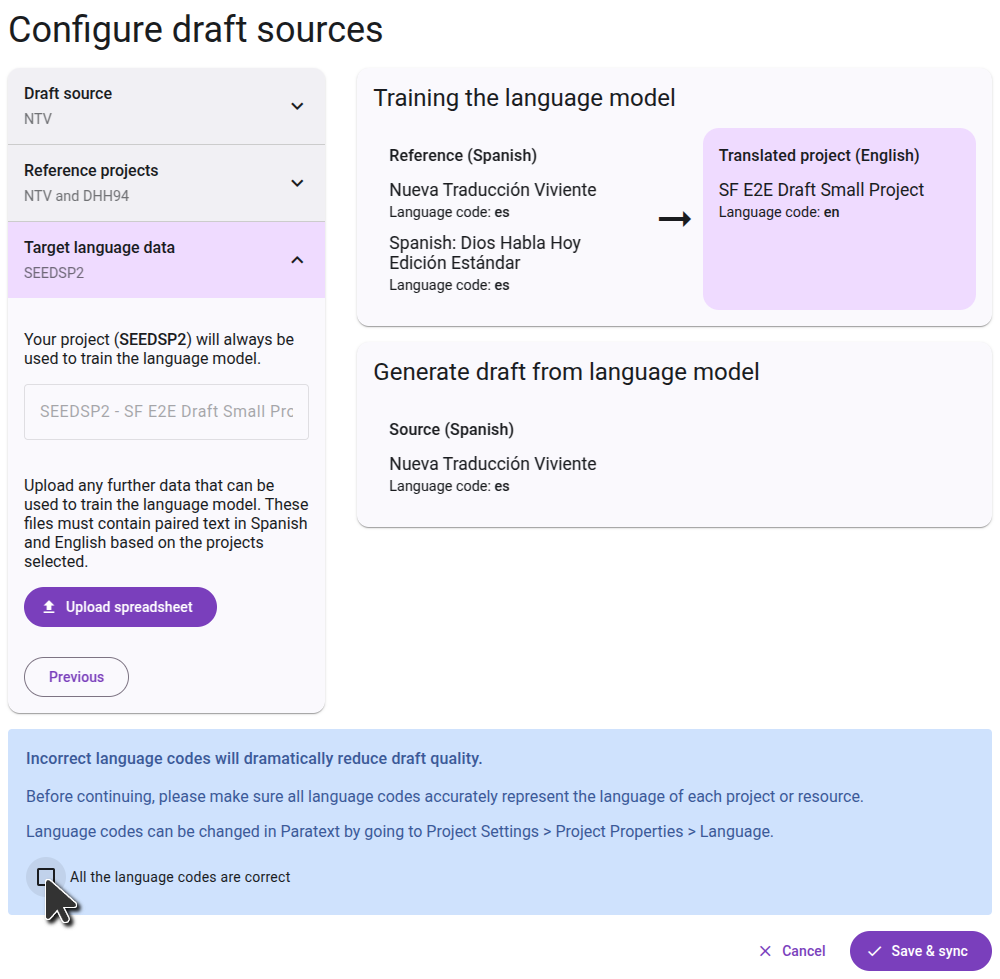 Configure draft sources
Draft source
NTV
Reference projects
NTV and DHH94
Target language data
SEEDSP2
Your project (SEEDSP2) will always be
used to train the language model.
SEEDSP2 - SF E2E Draft Small Prc
Upload any further data that can be
used to train the language model. These
files must contain paired text in Spanish
and English based on the projects
selected.
Upload spreadsheet
Previous
Training the language model
Reference (Spanish)
Nueva Traducción Viviente
Language code: es
Spanish: Dios Habla Hoy
Edición Estándar
Language code: es
Translated project (English)
SF E2E Draft Small Project
Language code: en
Generate draft from language model
Source (Spanish)
Nueva Traducción Viviente
Language code: es
Incorrect language codes will dramatically reduce draft quality.
Before continuing, please make sure all language codes accurately represent the language of each project or resource.
Language codes can be changed in Paratext by going to Project Settings > Project Properties > Language.
All the language codes are correct
Cancel
Save & sync